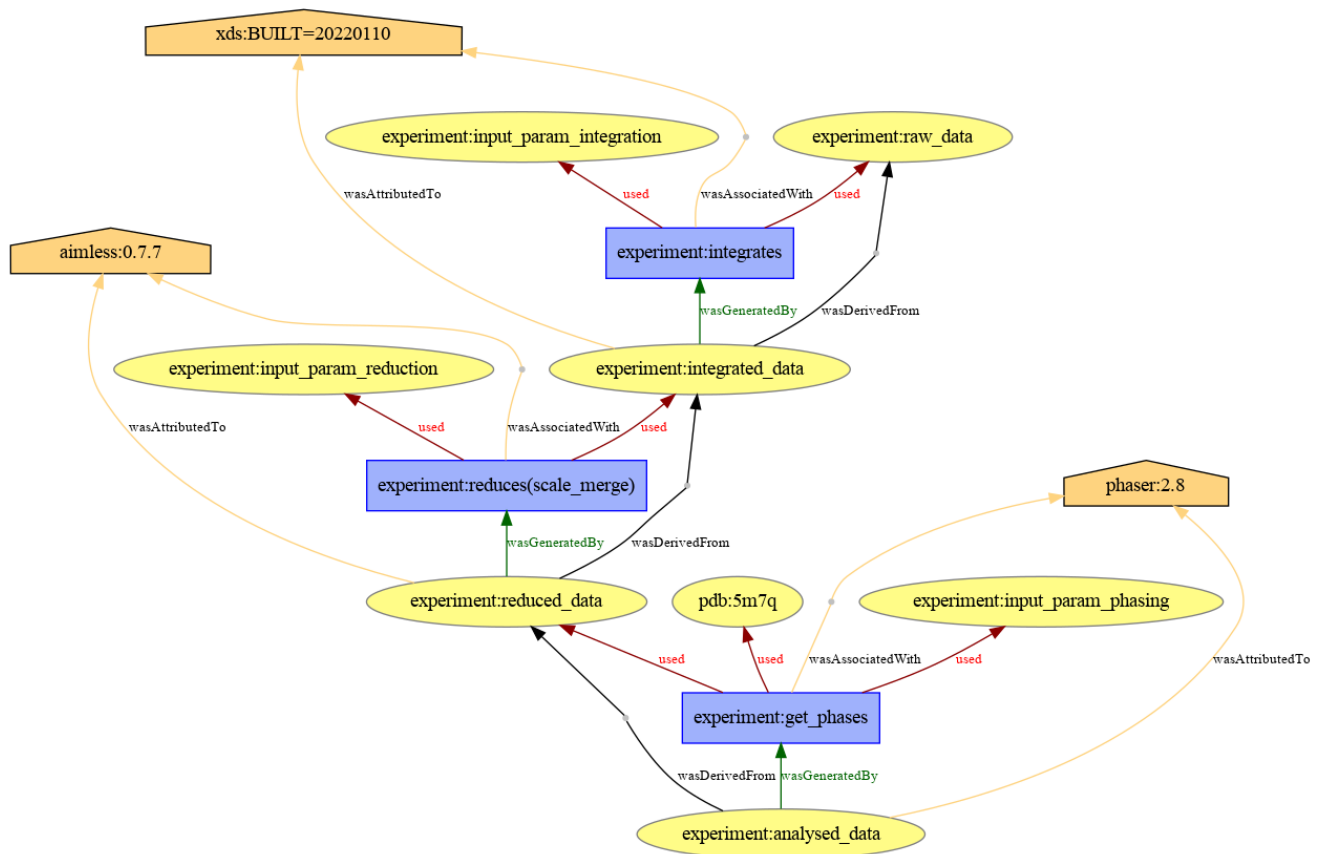 xds:BUILT=20220110
experiment:input_param_integration
experiment:raw_data
wasAttributedTo
used
wasAssociatedWith
used
aimless:0.7.7
experiment:integrates
wasGeneratedBy
wasDerivedFrom
experiment:input_param_reduction
experiment:integrated_data
wasAttributedTo
used
wasAssociatedWith
used
experiment:reduces(scale_merge)
phaser:2.8
wasGeneratedBy
wasDerivedFrom
experiment:reduced_data
pdb:5m7q
experiment:input_param_phasing
used
used
wasAssociatedWith
used
wasAttributedTo
experiment:get_phases
wasDerivedFrom
wasGeneratedBy
experiment:analysed_data